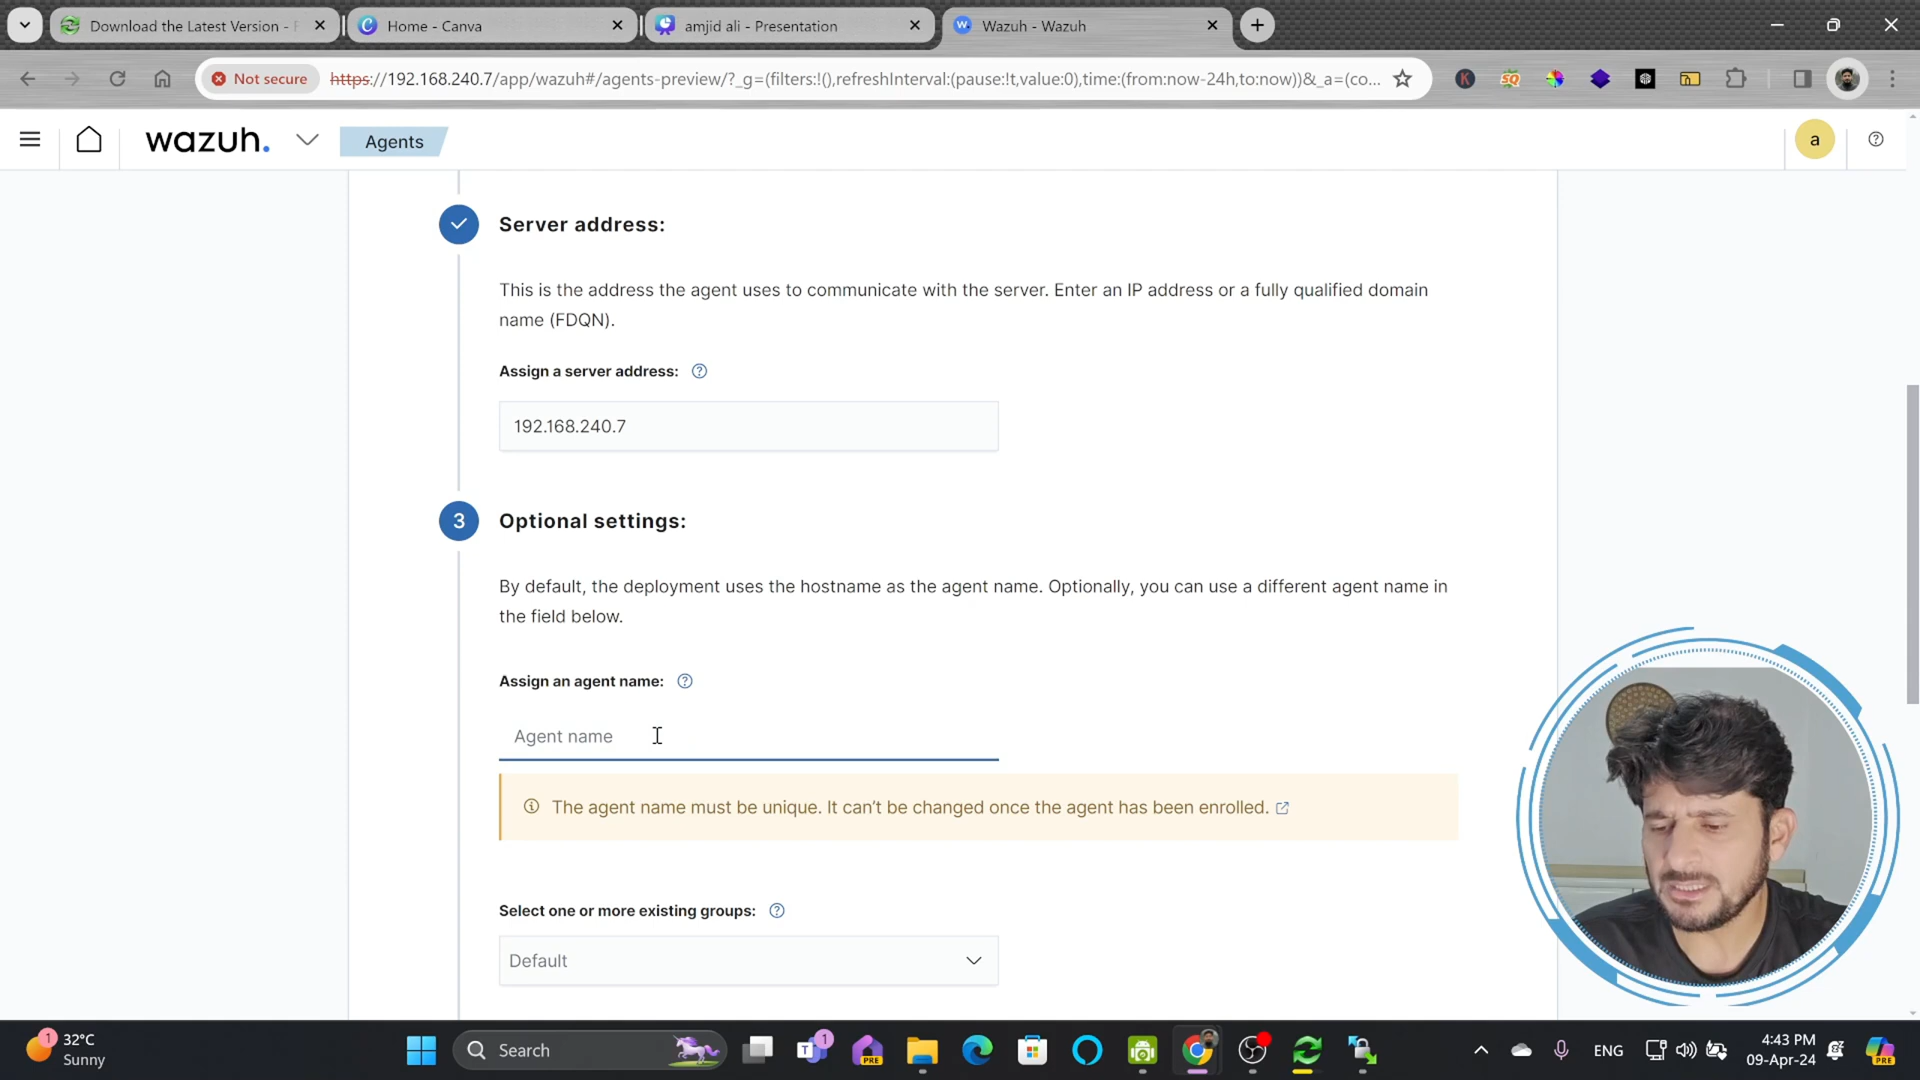 Download the Latest Version - F
Home - Canva
amjid ali - Presentation
Wazuh - Wazuh
Not secure
https://192.168.240.7/app/wazuh#/agents-preview/?_g=(filters:!(),refreshInterval:(pause:!t,value:0),time:(from:now-24h,to:now))&_a=(co...
wazuh.
Agents
a
Server address:
This is the address the agent uses to communicate with the server. Enter an IP address or a fully qualified domain
name (FDQN).
Assign a server address:
192.168.240.7
3
Optional settings:
By default, the deployment uses the hostname as the agent name. Optionally, you can use a different agent name in
the field below.
Assign an agent name:
Agent name
The agent name must be unique. It can't be changed once the agent has been enrolled.
Select one or more existing groups:
Default
1
32°C
Sunny
Search
1
PRE
ENG
4:43 PM
09-Apr-24
PRE